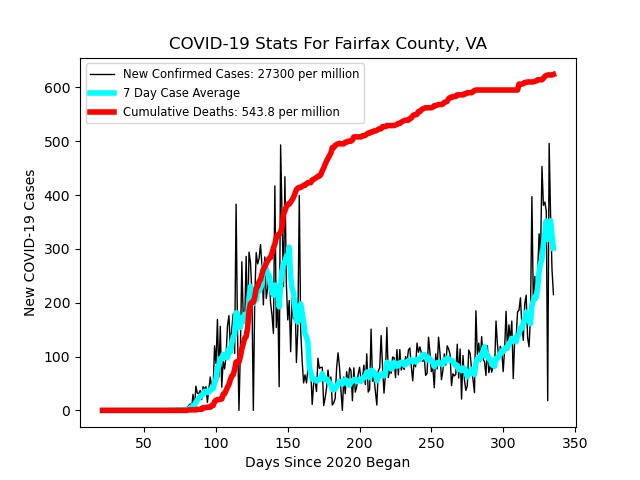 COVID-19 Stats For Fairfax County, VA
New Confirmed Cases: 27300 per million
7 Day Case Average
Cumulative Deaths: 543.8 per million
New COVID-19 Cases
600
500
400
300
200
100
0
50
100
150
200
250
300
350
Days Since 2020 Began